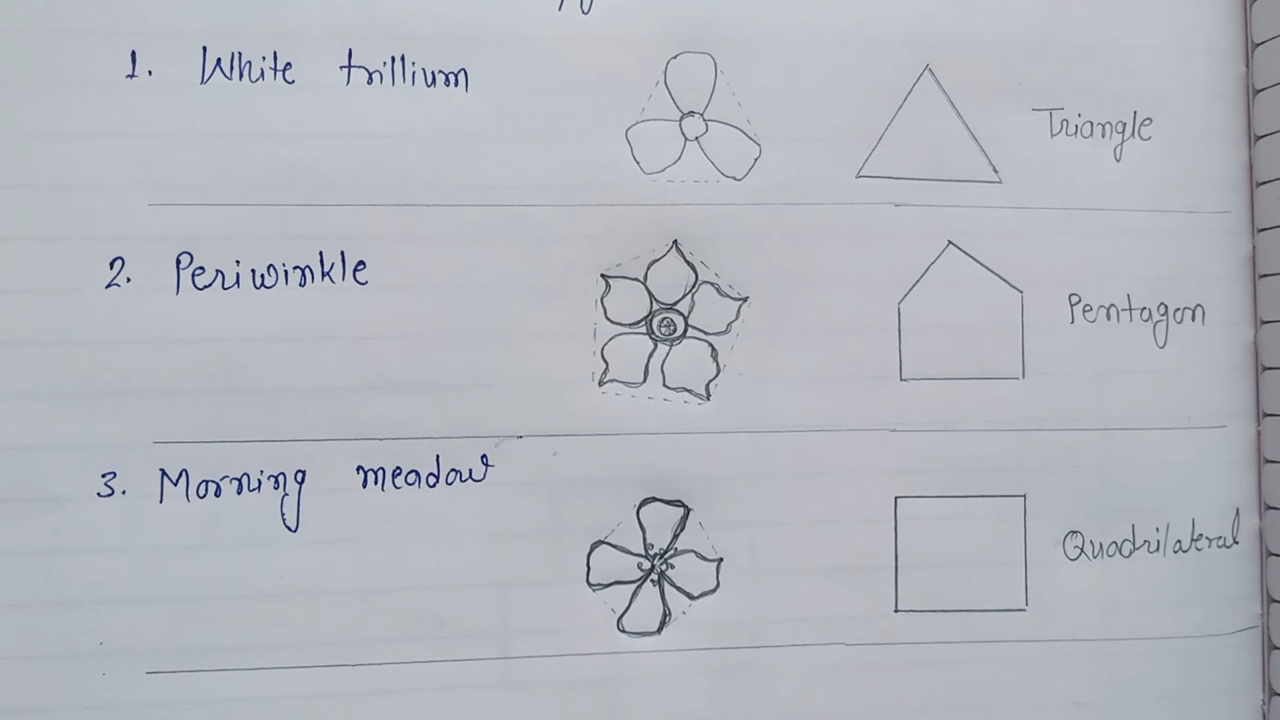 1. White trillium
Triangle
2. Periwinkle
Pentagon
3. Morning meadow
Quadrilateral